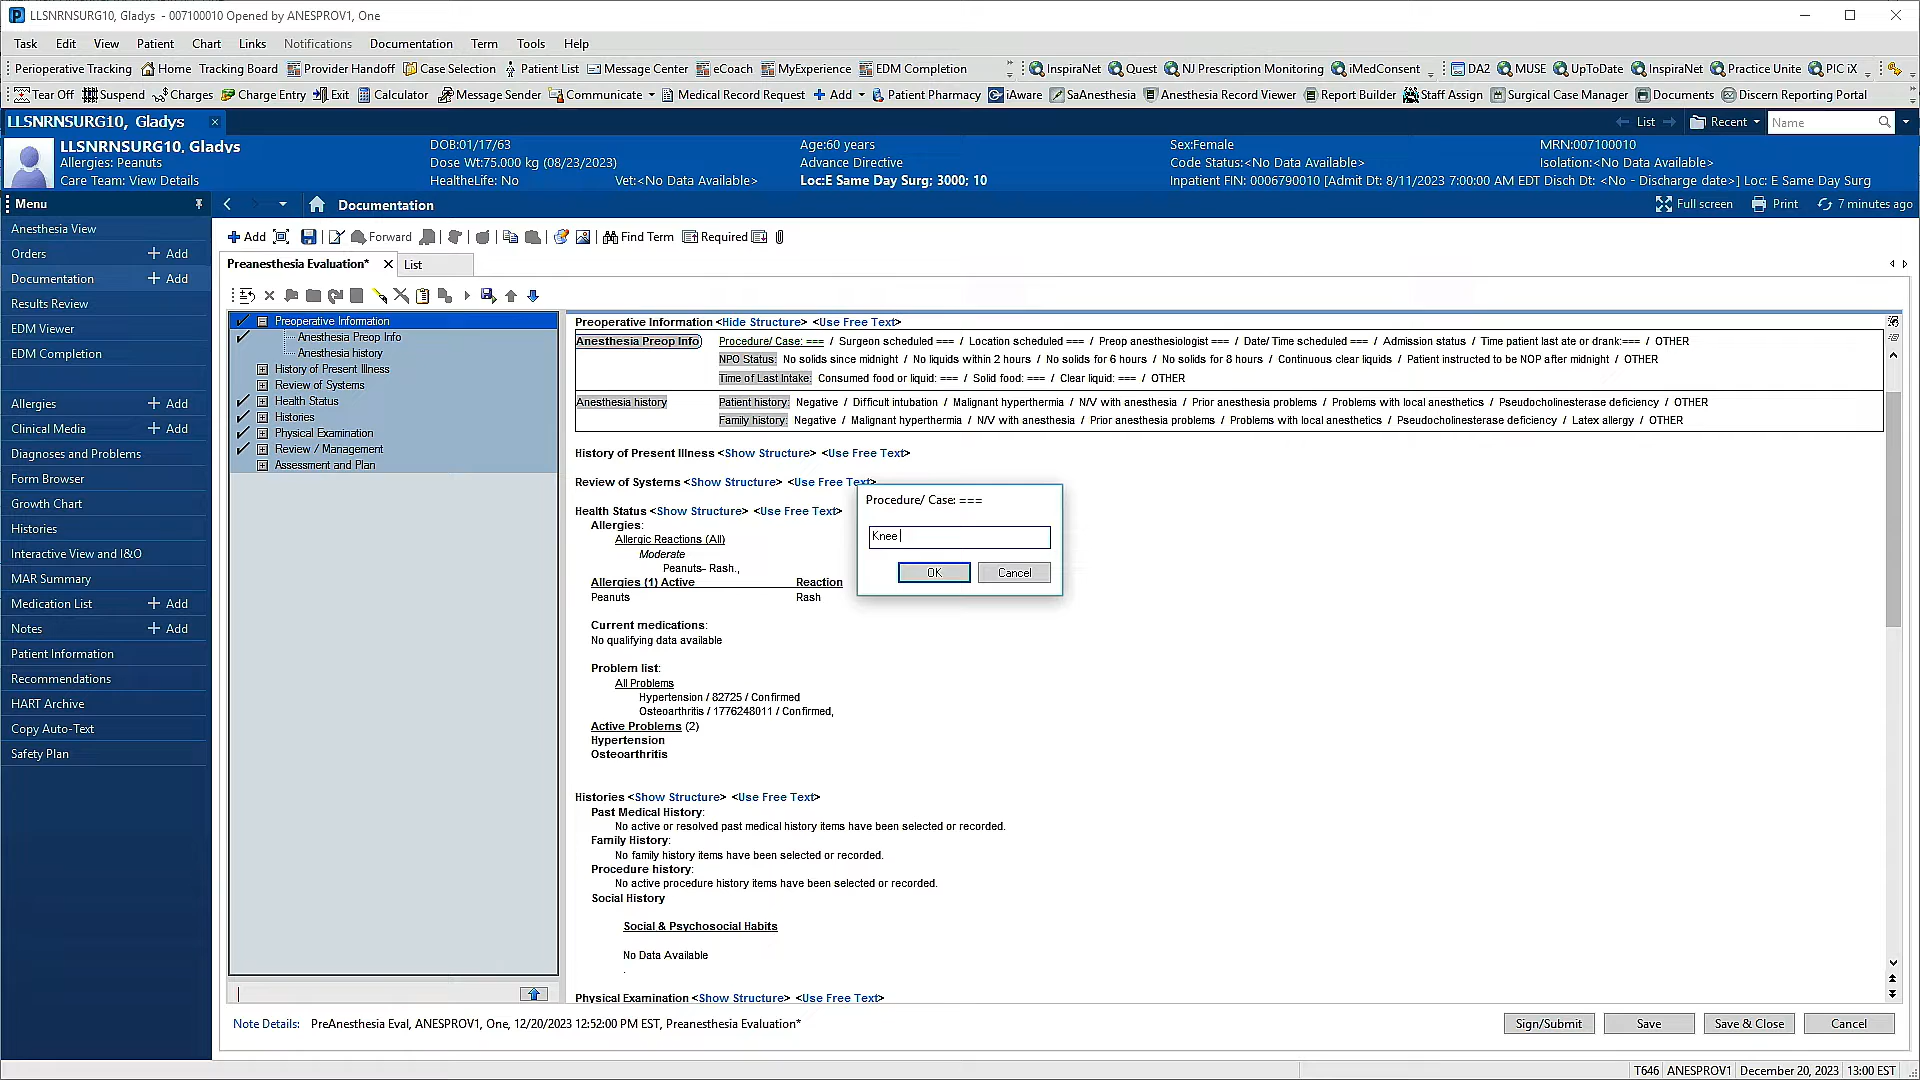 LLSNRNSURG10, Gladys - 007100010 Opened by ANESPROV1, One
Task Edit View Patient Chart Links Notifications Documentation Term Tools Help
Perioperative Tracking Home Tracking Board Provider Handoff Case Selection Patient List Message Center eCoach MyExperience EDM Completion InspiraNet Quest NJ Prescription Monitoring iMedConsent DA2 MUSE UpToDate InspiraNet Practice Unite PIC iX
Tear Off Suspend Charges Charge Entry Exit Calculator Message Sender Communicate Medical Record Request Add Patient Pharmacy iAware SaAnesthesia Anesthesia Record Viewer Report Builder Staff Assign Surgical Case Manager Documents Discern Reporting Portal
LLSNRNSURG10, Gladys List Recent Name
LLSNRNSURG10, Gladys DOB:01/17/63 Age:60 years Sex:Female MRN:007100010
Allergies: Peanuts Dose Wt:75.000 kg (08/23/2023) Advance Directive Code Status:<No Data Available> Isolation:<No Data Available>
Care Team: View Details HealtheLife: No Vet:<No Data Available> Loc:E Same Day Surg; 3000; 10 Inpatient FIN: 0006790010 [Admit Dt: 8/11/2023 7:00:00 AM EDT Disch Dt: <No - Discharge date>] Loc: E Same Day Surg
Menu Documentation Full screen Print 7 minutes ago
Anesthesia View
Orders Add
Documentation Add
Results Review
EDM Viewer
EDM Completion
Allergies Add
Clinical Media Add
Diagnoses and Problems
Form Browser
Growth Chart
Histories
Interactive View and I&O
MAR Summary
Medication List Add
Notes Add
Patient Information
Recommendations
HART Archive
Copy Auto-Text
Safety Plan
Add Forward Find Term Required
Preanesthesia Evaluation* List
Preoperative Information
Anesthesia Preop Info
Anesthesia history
History of Present Illness
Review of Systems
Health Status
Histories
Physical Examination
Review / Management
Assessment and Plan
Preoperative Information <Hide Structure> <Use Free Text>
Anesthesia Preop Info Procedure/ Case: === / Surgeon scheduled === / Location scheduled === / Preop anesthesiologist === / Date/ Time scheduled === / Admission status / Time patient last ate or drank:=== / OTHER
NPO Status: No solids since midnight / No liquids within 2 hours / No solids for 6 hours / No solids for 8 hours / Continuous clear liquids / Patient instructed to be NOP after midnight / OTHER
Time of Last Intake: Consumed food or liquid: === / Solid food: === / Clear liquid: === / OTHER
Anesthesia history Patient history: Negative / Difficult intubation / Malignant hyperthermia / N/V with anesthesia / Prior anesthesia problems / Problems with local anesthetics / Pseudocholinesterase deficiency / OTHER
Family history: Negative / Malignant hyperthermia / N/V with anesthesia / Prior anesthesia problems / Problems with local anesthetics / Pseudocholinesterase deficiency / Latex allergy / OTHER
History of Present Illness <Show Structure> <Use Free Text>
Review of Systems <Show Structure> <Use Free Text>
Health Status <Show Structure> <Use Free Text>
Allergies:
Allergic Reactions (All)
Moderate
Peanuts- Rash.,
Allergies (1) Active Reaction
Peanuts Rash
Current medications:
No qualifying data available
Problem list:
All Problems
Hypertension / 82725 / Confirmed
Osteoarthritis / 1776248011 / Confirmed,
Active Problems (2)
Hypertension
Osteoarthritis
Histories <Show Structure> <Use Free Text>
Past Medical History:
No active or resolved past medical history items have been selected or recorded.
Family History:
No family history items have been selected or recorded.
Procedure history:
No active procedure history items have been selected or recorded.
Social History
Social & Psychosocial Habits
No Data Available
.
Physical Examination <Show Structure> <Use Free Text>
Procedure/ Case: ===
Knee
OK Cancel
Note Details: PreAnesthesia Eval, ANESPROV1, One, 12/20/2023 12:52:00 PM EST, Preanesthesia Evaluation*
Sign/Submit Save Save & Close Cancel
T646 ANESPROV1 December 20, 2023 13:00 EST